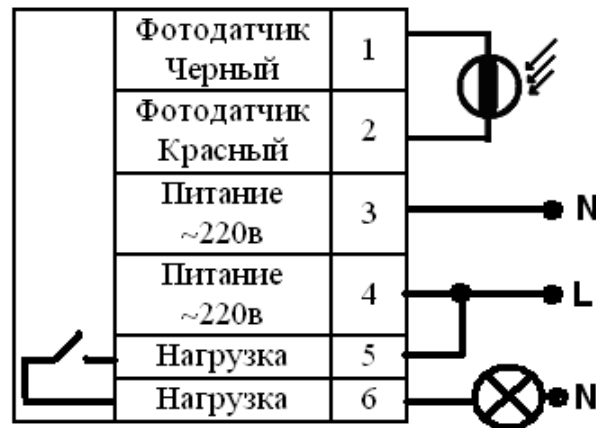 Фотодатчик
Черный
1
Фотодатчик
Красный
2
Питание
~220в
3
N
Питание
~220в
4
L
Нагрузка
5
Нагрузка
6
N